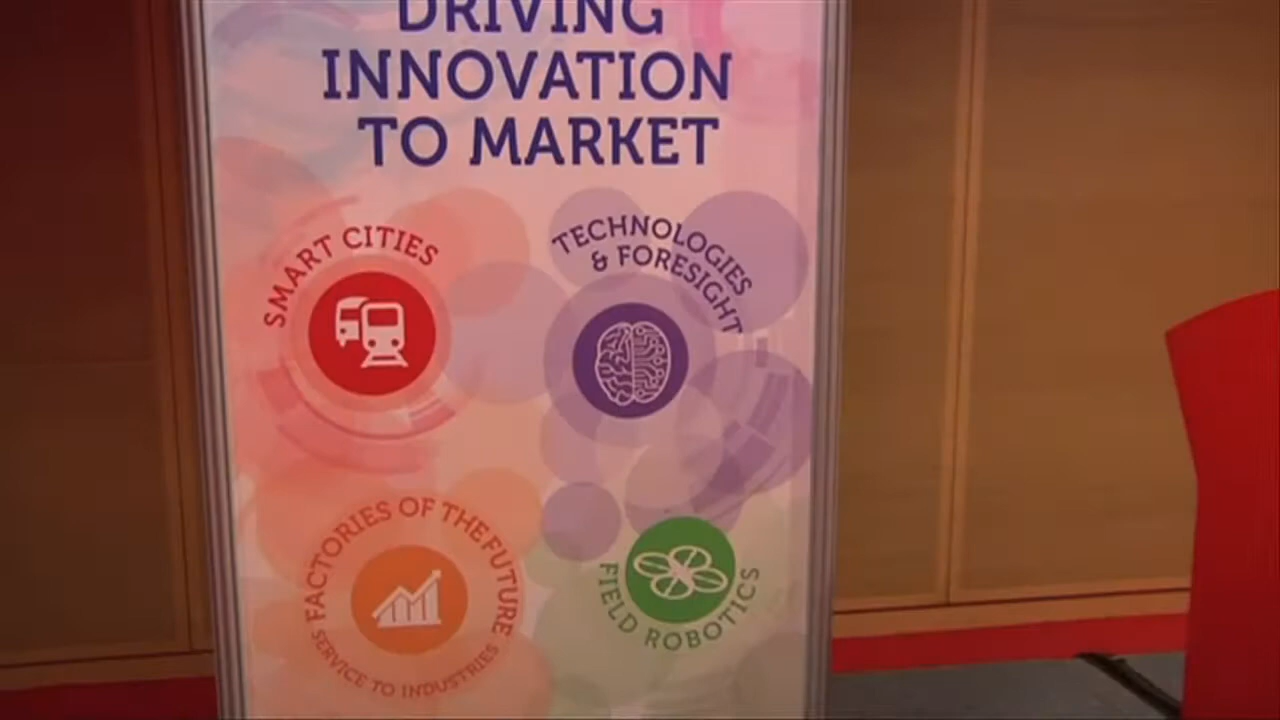 DRIVING
INNOVATION
TO MARKET
SMART CITIES
TECHNOLOGIES
& FORESIGHT
FACTORIES OF THE FUTURE
SERVICE TO INDUSTRIES
FIELD ROBOTICS